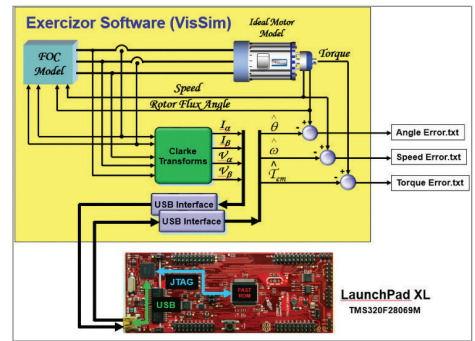 Exercizor Software (VisSim)
Ideal Motor
Model
Torque
FOC
Model
Speed
Rotor Flux Angle
Clarke
Transforms
Iα
Iβ
Vα
Vβ
θ̂
ω̂
T̂em
Angle Error.txt
Speed Error.txt
Torque Error.txt
USB Interface
USB Interface
JTAG
USB
FAST
ROM
LaunchPad XL
TMS320F28069M